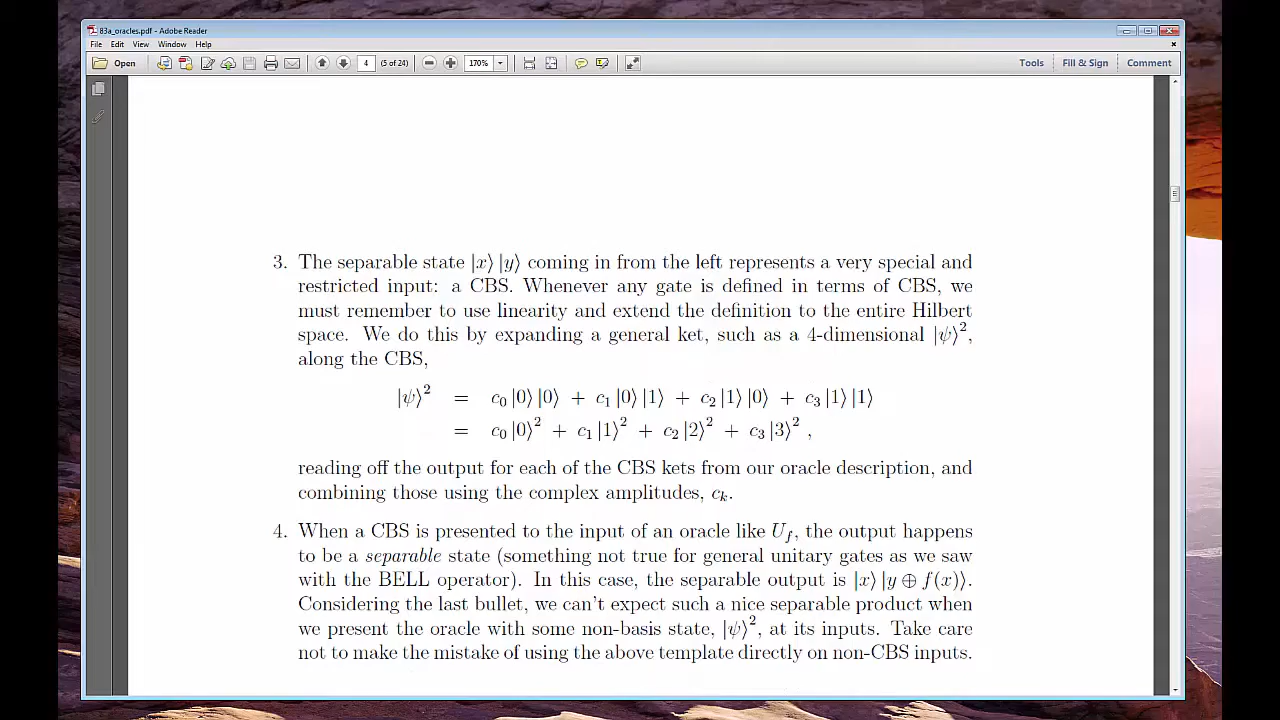 83a_oracles.pdf - Adobe Reader
File Edit View Window Help
Open 4 (5 of 24) 170% Tools Fill & Sign Comment
3. The separable state |x⟩ |y⟩ coming in from the left represents a very special and
restricted input: a CBS. Whenever any gate is defined in terms of CBS, we
must remember to use linearity and extend the definition to the entire Hilbert
space. We do this by expanding a general ket, such as a 4-dimensional |ψ⟩²,
along the CBS,
|ψ⟩² = c₀ |0⟩ |0⟩ + c₁ |0⟩ |1⟩ + c₂ |1⟩ |0⟩ + c₃ |1⟩ |1⟩
= c₀ |0⟩² + c₁ |1⟩² + c₂ |2⟩² + c₃ |3⟩² ,
reading off the output for each of the CBS kets from our oracle description, and
combining those using the complex amplitudes, cₖ.
4. When a CBS is presented to the input of an oracle like U_f, the output happens
to be a separable state (something not true for general unitary gates as we saw
with the BELL operator). In this case, the separable output is |x⟩ |y ⊕ f(x)⟩.
Considering the last bullet, we can't expect such a nice separable product when
we present the oracle with some non-basis state, |ψ⟩², at its inputs. Take care
not to make the mistake of using the above template directly on non-CBS inputs.